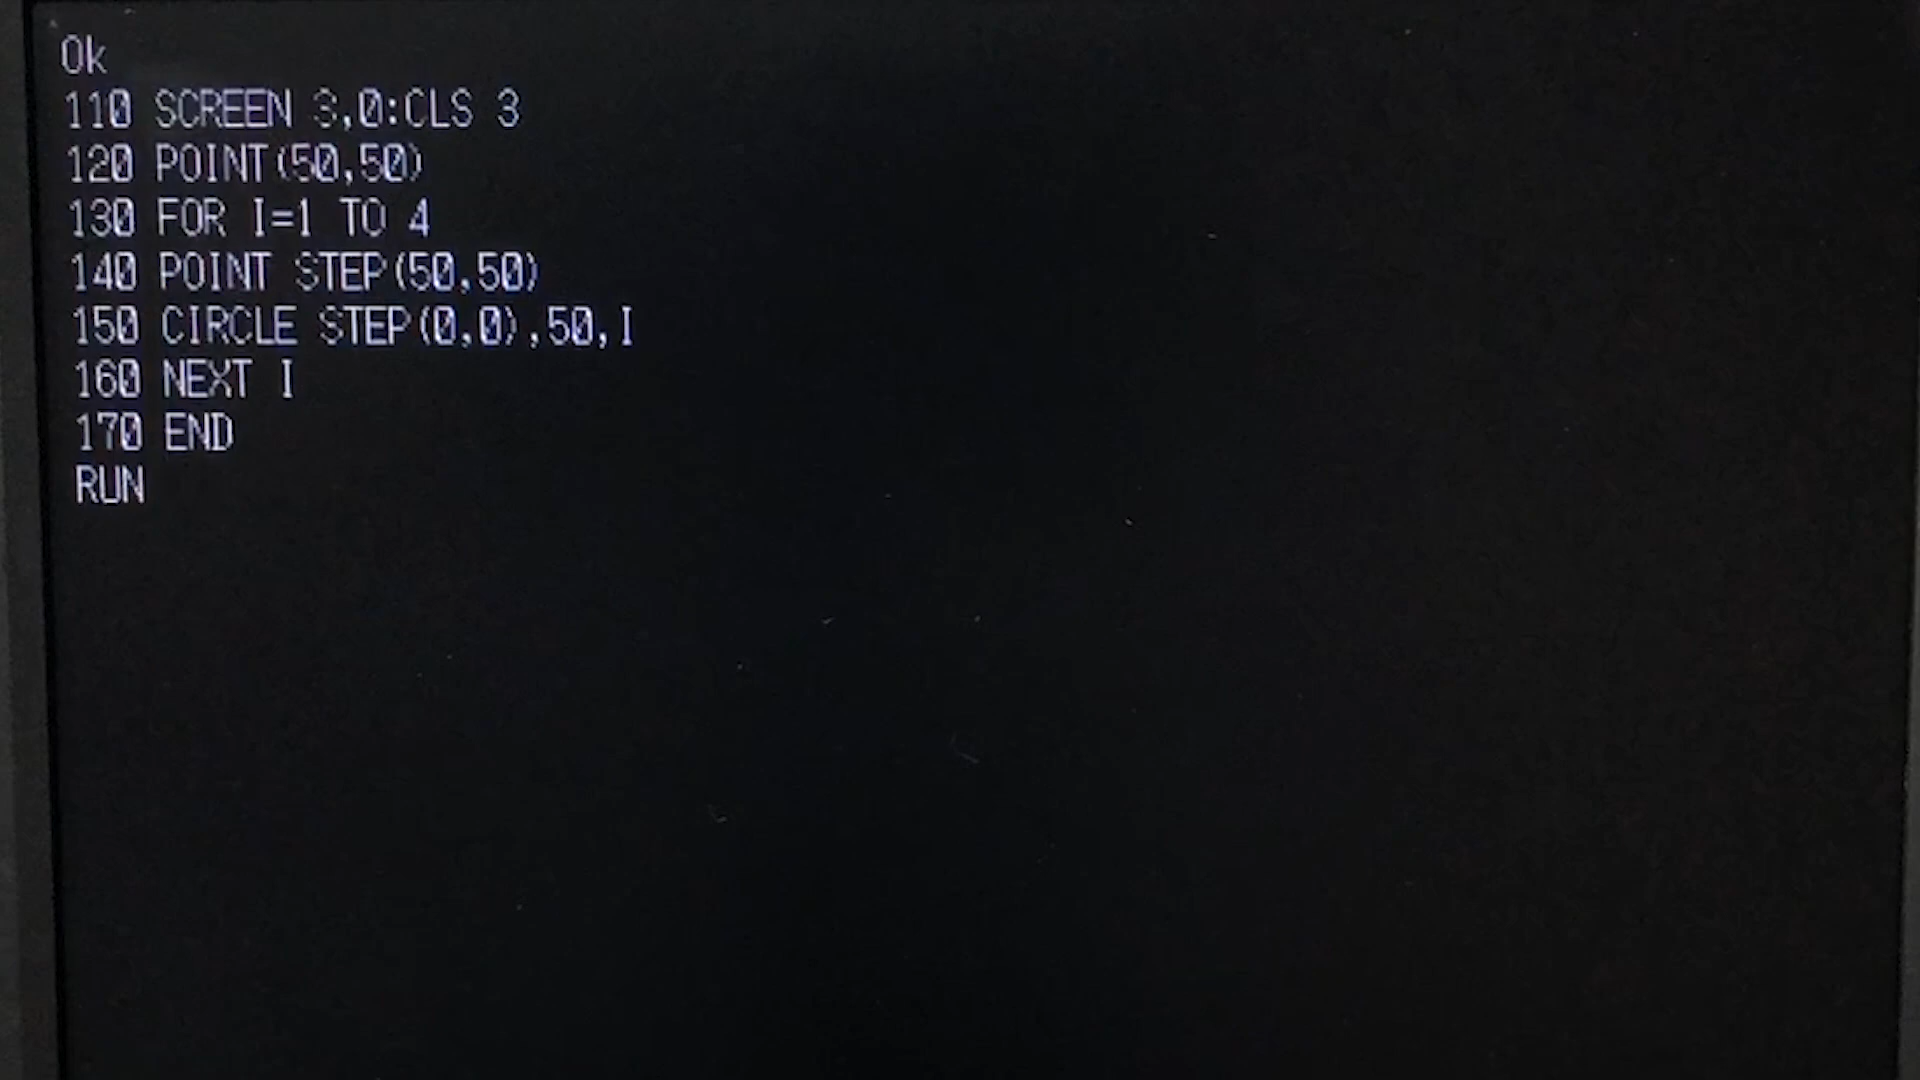 Ok
110 SCREEN 3,0:CLS 3
120 POINT(50,50)
130 FOR I=1 TO 4
140 POINT STEP(50,50)
150 CIRCLE STEP(0,0),50,I
160 NEXT I
170 END
RUN